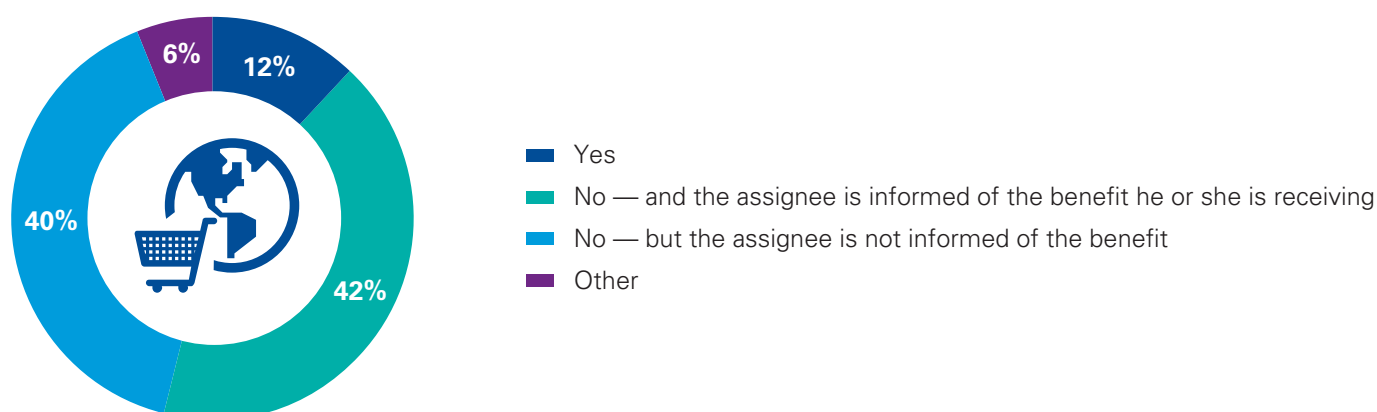 6%
12%
40%
42%
Yes
No — and the assignee is informed of the benefit he or she is receiving
No — but the assignee is not informed of the benefit
Other